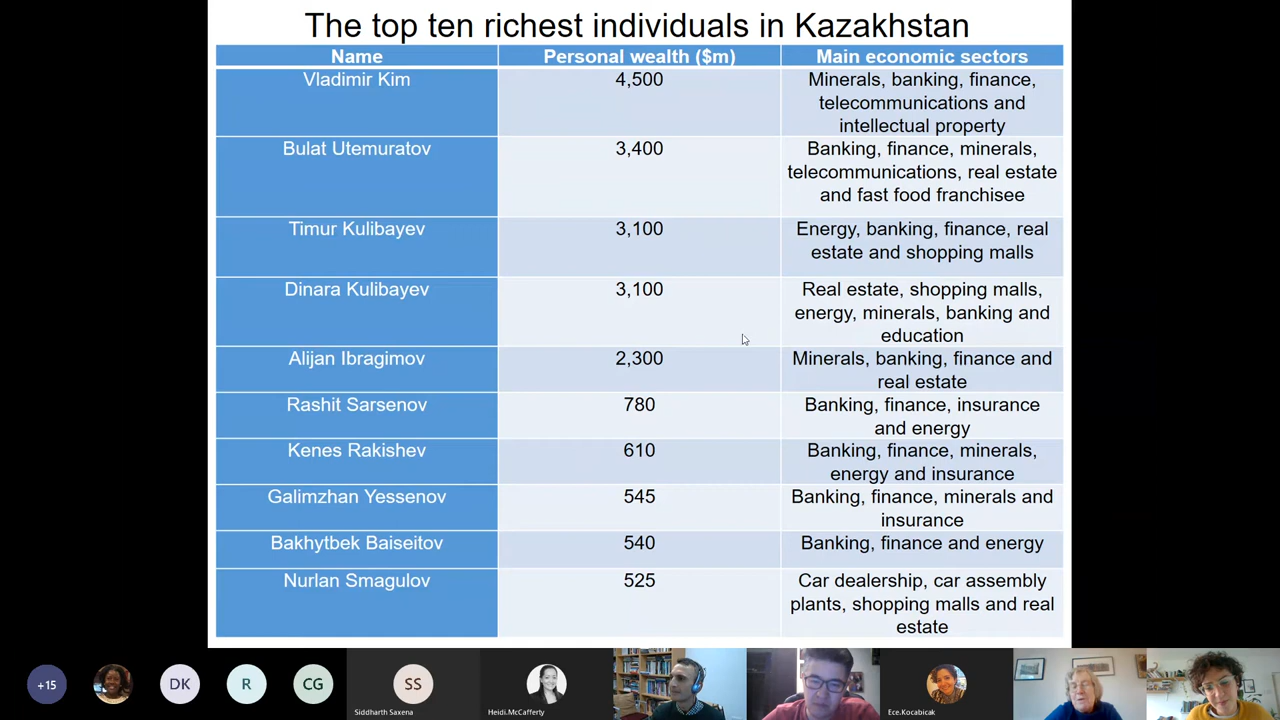 The top ten richest individuals in Kazakhstan
Name Personal wealth ($m) Main economic sectors
Vladimir Kim 4,500 Minerals, banking, finance,
telecommunications and
intellectual property
Bulat Utemuratov 3,400 Banking, finance, minerals,
telecommunications, real estate
and fast food franchisee
Timur Kulibayev 3,100 Energy, banking, finance, real
estate and shopping malls
Dinara Kulibayev 3,100 Real estate, shopping malls,
energy, minerals, banking and
education
Alijan Ibragimov 2,300 Minerals, banking, finance and
real estate
Rashit Sarsenov 780 Banking, finance, insurance
and energy
Kenes Rakishev 610 Banking, finance, minerals,
energy and insurance
Galimzhan Yessenov 545 Banking, finance, minerals and
insurance
Bakhytbek Baiseitov 540 Banking, finance and energy
Nurlan Smagulov 525 Car dealership, car assembly
plants, shopping malls and real
estate
+15 DK R CG SS
Siddharth Saxena Heidi.McCafferty Ece.Kocabicak